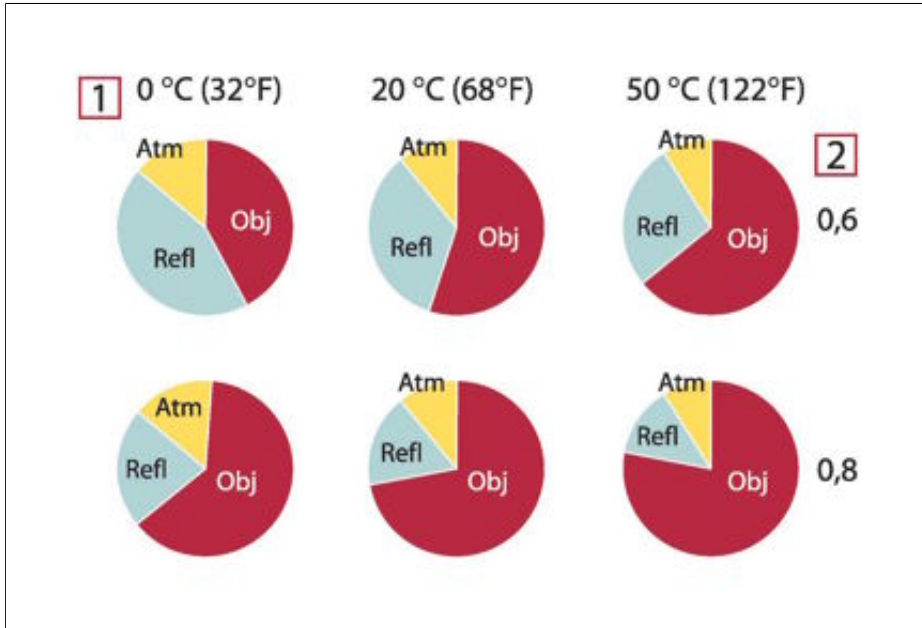 1 0 °C (32°F) 20 °C (68°F) 50 °C (122°F)
2
Atm Obj Refl
Atm Obj Refl
Atm Obj Refl
0,6
Atm Obj Refl
Atm Obj Refl
Atm Obj Refl
0,8